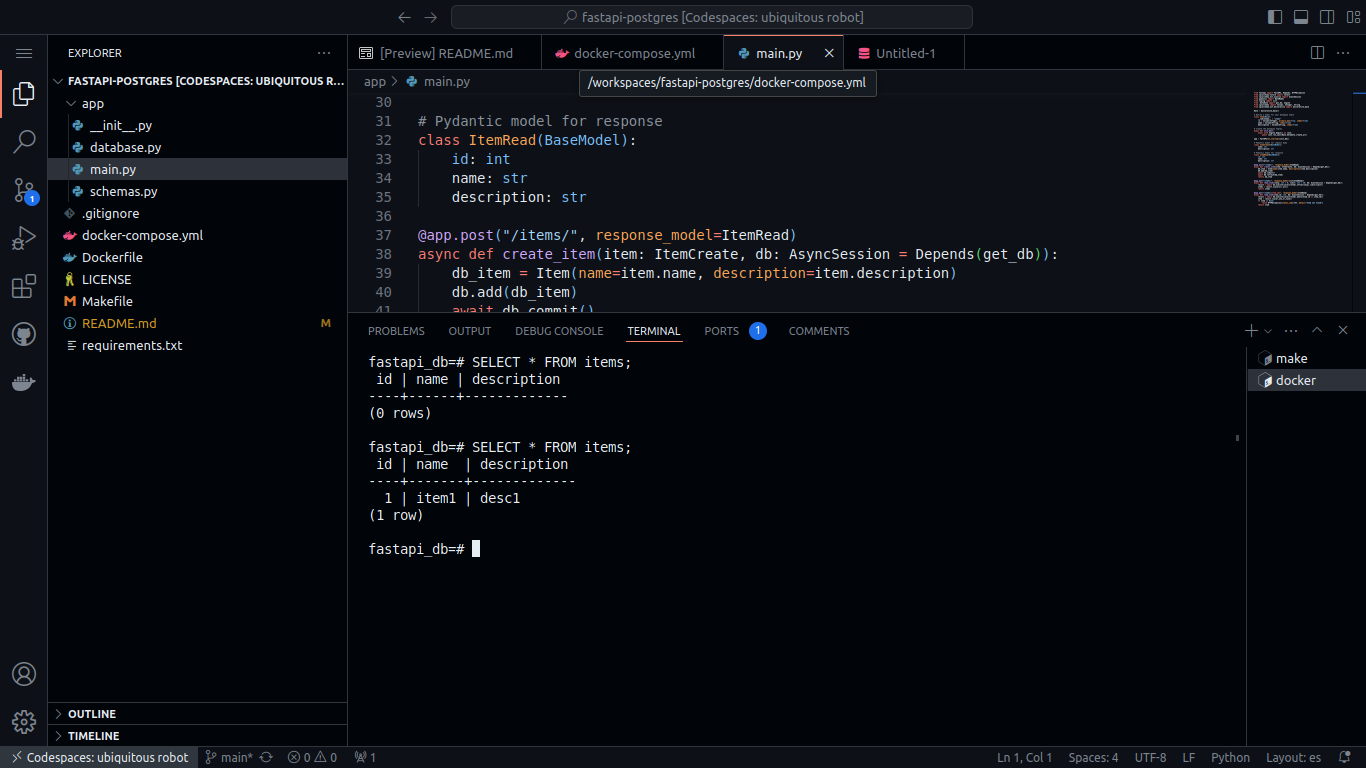 fastapi-postgres [Codespaces: ubiquitous robot]
EXPLORER
FASTAPI-POSTGRES [CODESPACES: UBIQUITOUS R...
app
__init__.py
database.py
main.py
schemas.py
.gitignore
docker-compose.yml
Dockerfile
LICENSE
Makefile
README.md M
requirements.txt
OUTLINE
TIMELINE
1
[Preview] README.md
docker-compose.yml
main.py
Untitled-1
app > main.py
/workspaces/fastapi-postgres/docker-compose.yml
30
31 # Pydantic model for response
32 class ItemRead(BaseModel):
33 id: int
34 name: str
35 description: str
36
37 @app.post("/items/", response_model=ItemRead)
38 async def create_item(item: ItemCreate, db: AsyncSession = Depends(get_db)):
39 db_item = Item(name=item.name, description=item.description)
40 db.add(db_item)
41 await db.commit()
PROBLEMS OUTPUT DEBUG CONSOLE TERMINAL PORTS 1 COMMENTS
fastapi_db=# SELECT * FROM items;
id | name | description
----+------+-------------
(0 rows)
fastapi_db=# SELECT * FROM items;
id | name  | description
----+-------+-------------
1 | item1 | desc1
(1 row)
fastapi_db=#
make
docker
Codespaces: ubiquitous robot main* 0 0 1
Ln 1, Col 1 Spaces: 4 UTF-8 LF Python Layout: es